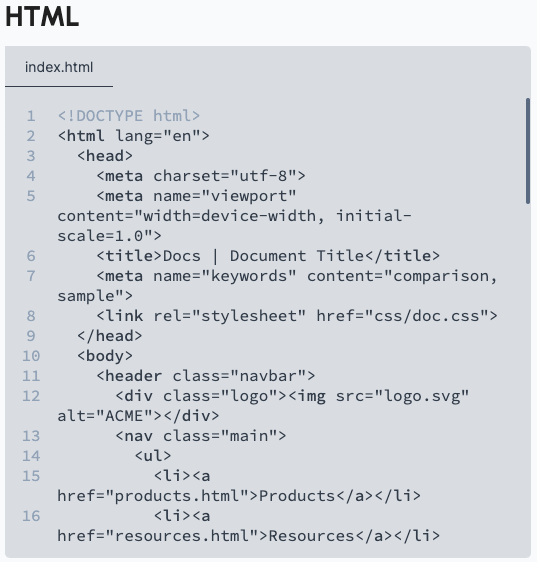 HTML
index.html
1 <!DOCTYPE html>
2 <html lang="en">
3 <head>
4 <meta charset="utf-8">
5 <meta name="viewport"
content="width=device-width, initial-
scale=1.0">
6 <title>Docs | Document Title</title>
7 <meta name="keywords" content="comparison,
sample">
8 <link rel="stylesheet" href="css/doc.css">
9 </head>
10 <body>
11 <header class="navbar">
12 <div class="logo"><img src="logo.svg"
alt="ACME"></div>
13 <nav class="main">
14 <ul>
15 <li><a
href="products.html">Products</a></li>
16 <li><a
href="resources.html">Resources</a></li>